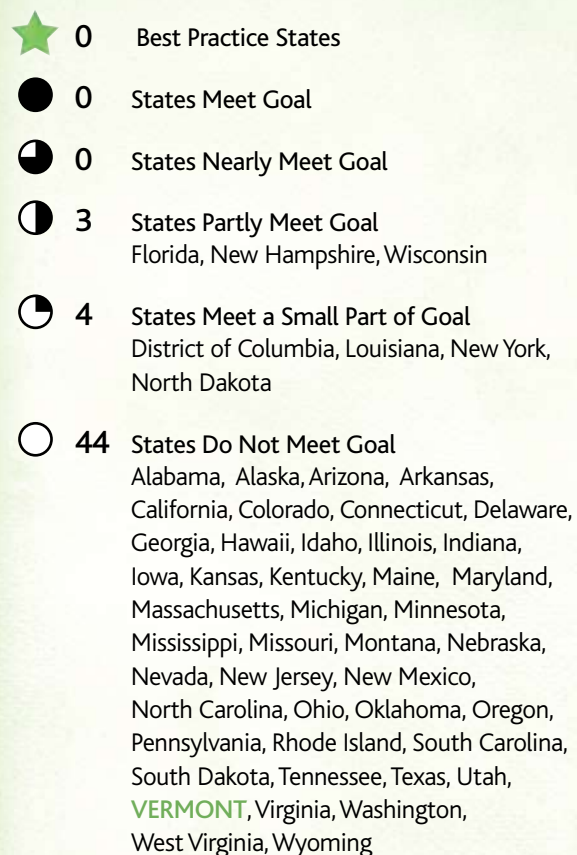 0 Best Practice States
0 States Meet Goal
0 States Nearly Meet Goal
3 States Partly Meet Goal
Florida, New Hampshire, Wisconsin
4 States Meet a Small Part of Goal
District of Columbia, Louisiana, New York,
North Dakota
44 States Do Not Meet Goal
Alabama, Alaska, Arizona, Arkansas,
California, Colorado, Connecticut, Delaware,
Georgia, Hawaii, Idaho, Illinois, Indiana,
Iowa, Kansas, Kentucky, Maine, Maryland,
Massachusetts, Michigan, Minnesota,
Mississippi, Missouri, Montana, Nebraska,
Nevada, New Jersey, New Mexico,
North Carolina, Ohio, Oklahoma, Oregon,
Pennsylvania, Rhode Island, South Carolina,
South Dakota, Tennessee, Texas, Utah,
VERMONT, Virginia, Washington,
West Virginia, Wyoming